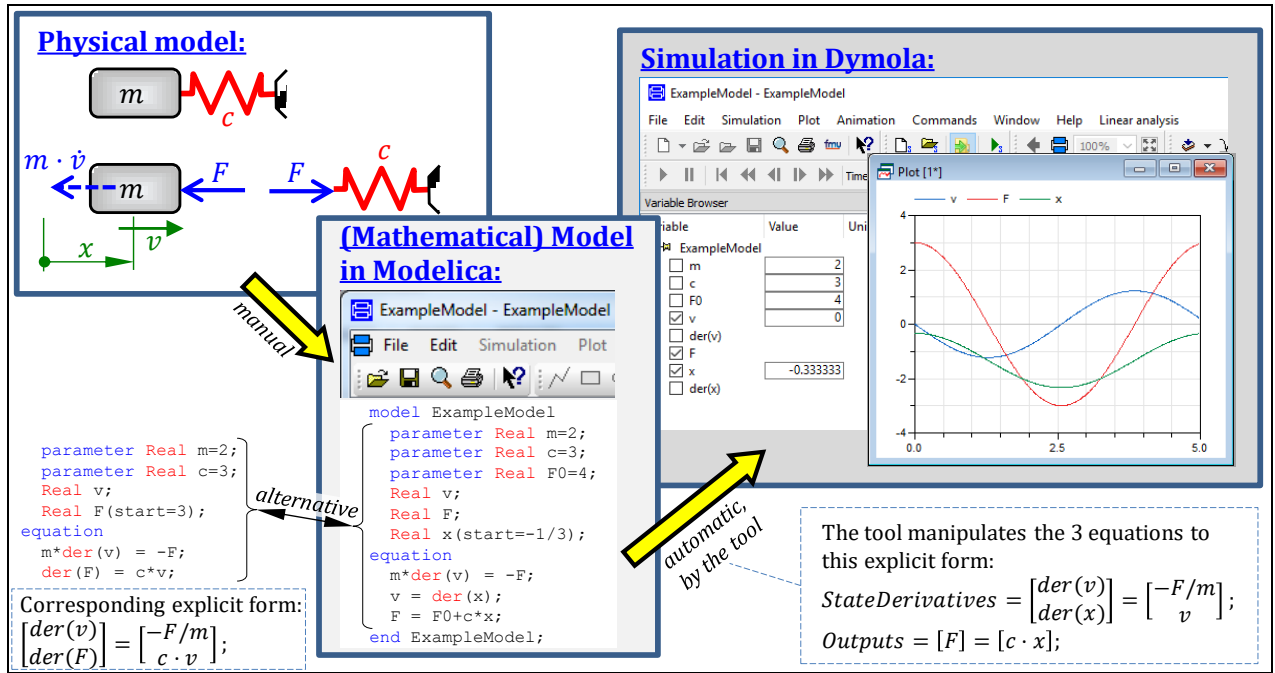 Physical model:
m
c
m · v̇
m
F
F
c
v
x
manual
(Mathematical) Model
in Modelica:
ExampleModel - ExampleModel
File Edit Simulation Plot
model ExampleModel
parameter Real m=2;
parameter Real c=3;
parameter Real F0=4;
Real v;
Real F;
Real x(start=-1/3);
equation
m*der(v) = -F;
v = der(x);
F = F0+c*x;
end ExampleModel;
alternative
parameter Real m=2;
parameter Real c=3;
Real v;
Real F(start=3);
equation
m*der(v) = -F;
der(F) = c*v;
Corresponding explicit form:
[der(v) der(F)] = [−F/m c · v];
automatic,
by the tool
Simulation in Dymola:
ExampleModel - ExampleModel
File Edit Simulation Plot Animation Commands Window Help Linear analysis
fmu 100%
Time
Variable Browser
riable Value Uni
ExampleModel
m 2
c 3
F0 4
v 0
der(v)
F
x -0.333333
der(x)
Plot [1*]
v F x
4
2
0
-2
-4
0.0 2.5 5.0
The tool manipulates the 3 equations to
this explicit form:
StateDerivatives = [der(v) der(x)] = [−F/m v];
Outputs = [F] = [c · x];